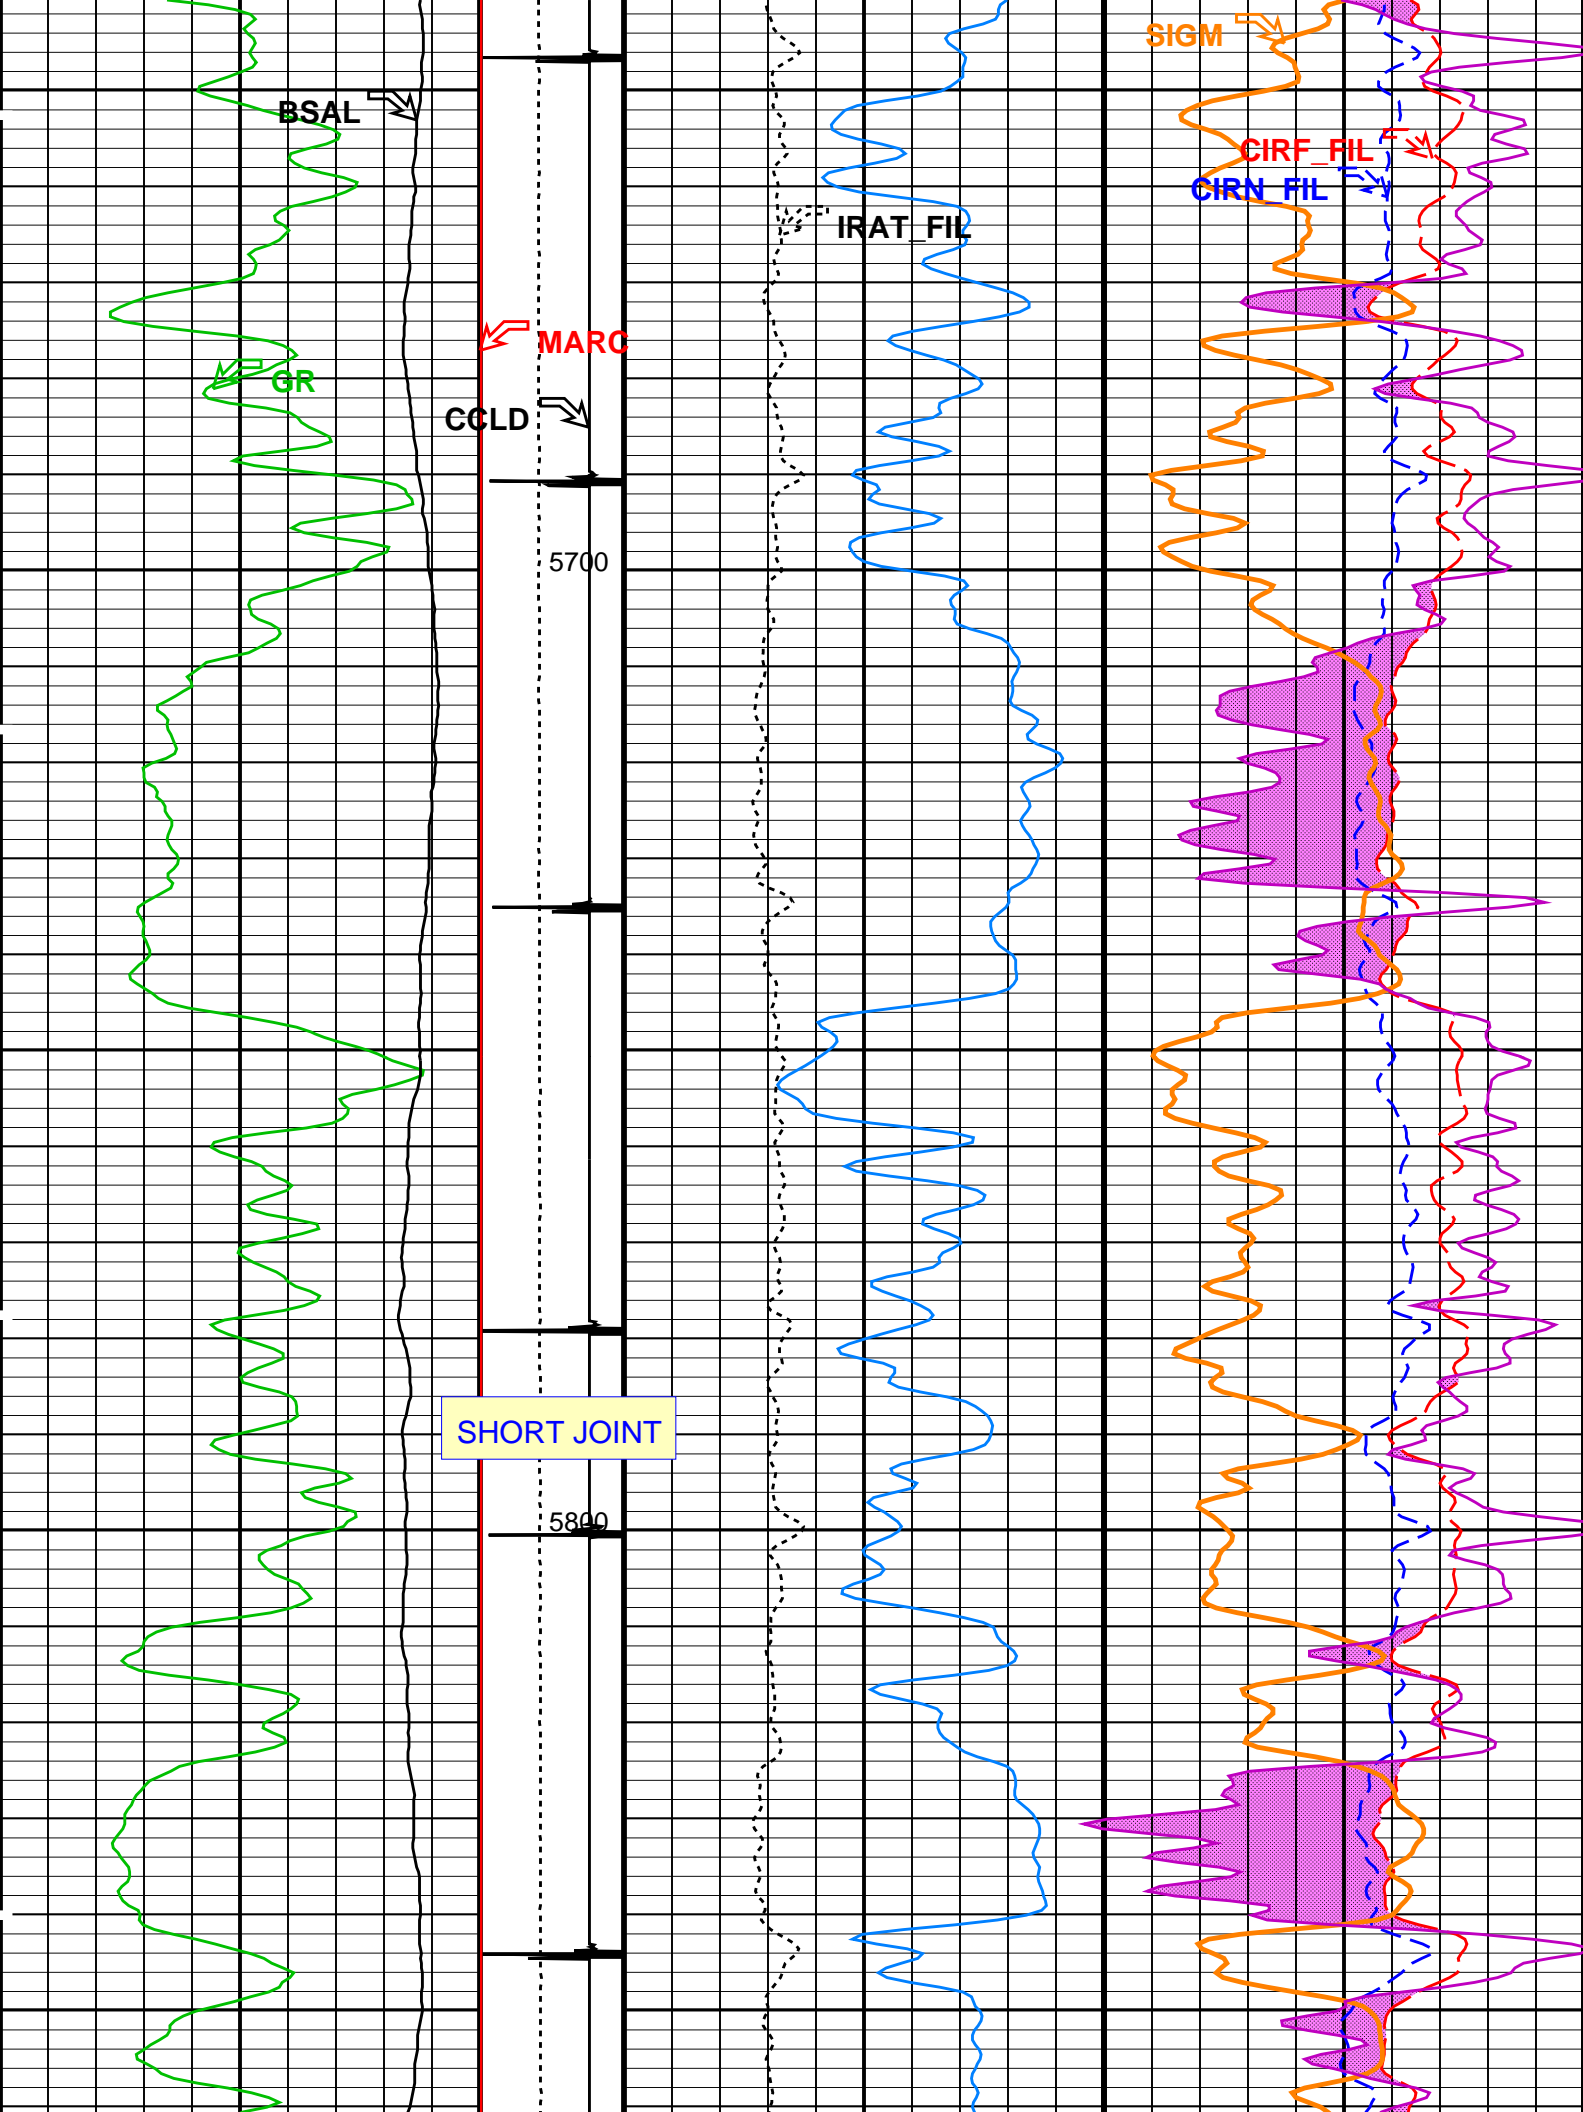 SIGM
BSAL
CIRF_FIL
CIRN_FIL
IRAT_FIL
MARC
GR
CCLD
5700
SHORT JOINT
5800